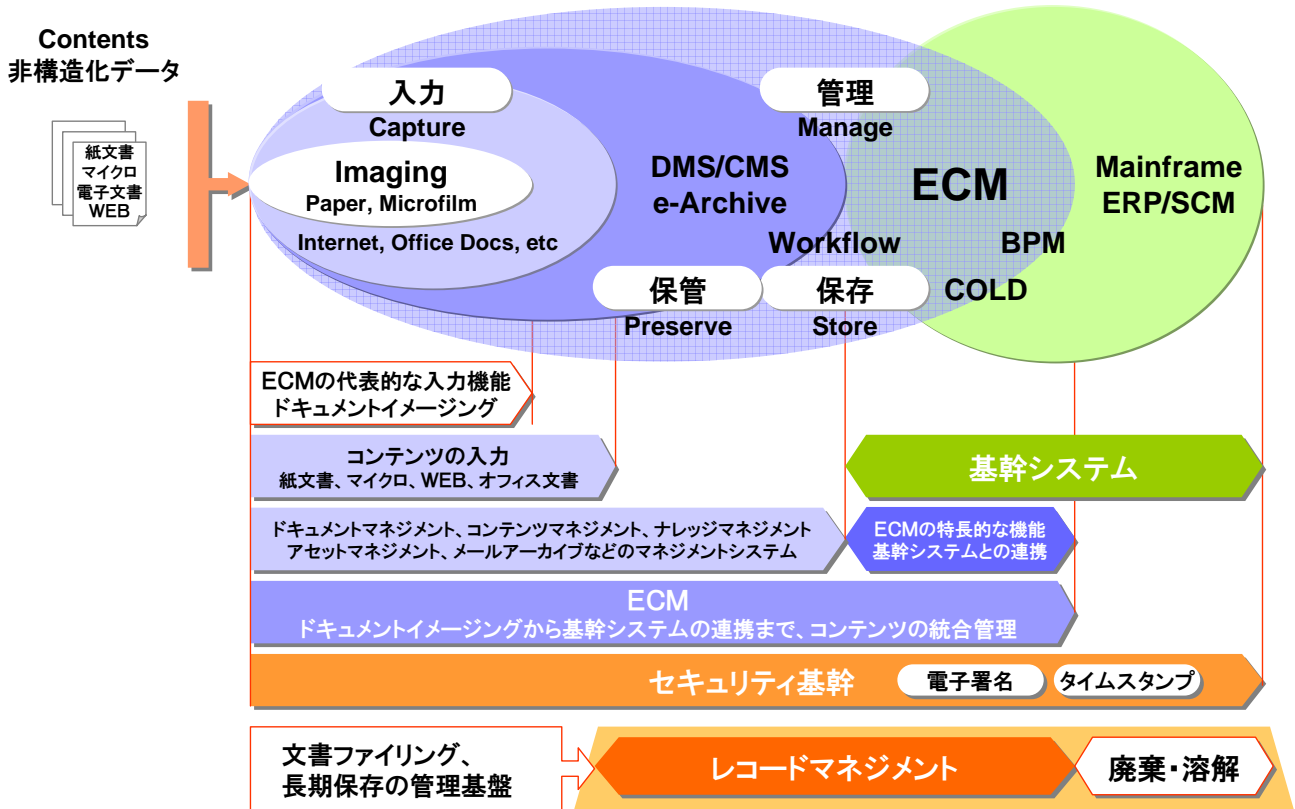 Contents
非構造化データ
紙文書
マイクロ
電子文書
WEB
入力
Capture
Imaging
Paper, Microfilm
Internet, Office Docs, etc
DMS/CMS
e-Archive
管理
Manage
ECM
Workflow
BPM
COLD
保管
Preserve
保存
Store
Mainframe
ERP/SCM
ECMの代表的な入力機能
ドキュメントイメージング
コンテンツの入力
紙文書、マイクロ、WEB、オフィス文書
基幹システム
ドキュメントマネジメント、コンテンツマネジメント、ナレッジマネジメント
アセットマネジメント、メールアーカイブなどのマネジメントシステム
ECMの特長的な機能
基幹システムとの連携
ECM
ドキュメントイメージングから基幹システムの連携まで、コンテンツの統合管理
セキュリティ基幹
電子署名
タイムスタンプ
文書ファイリング、
長期保存の管理基盤
レコードマネジメント
廃棄・溶解